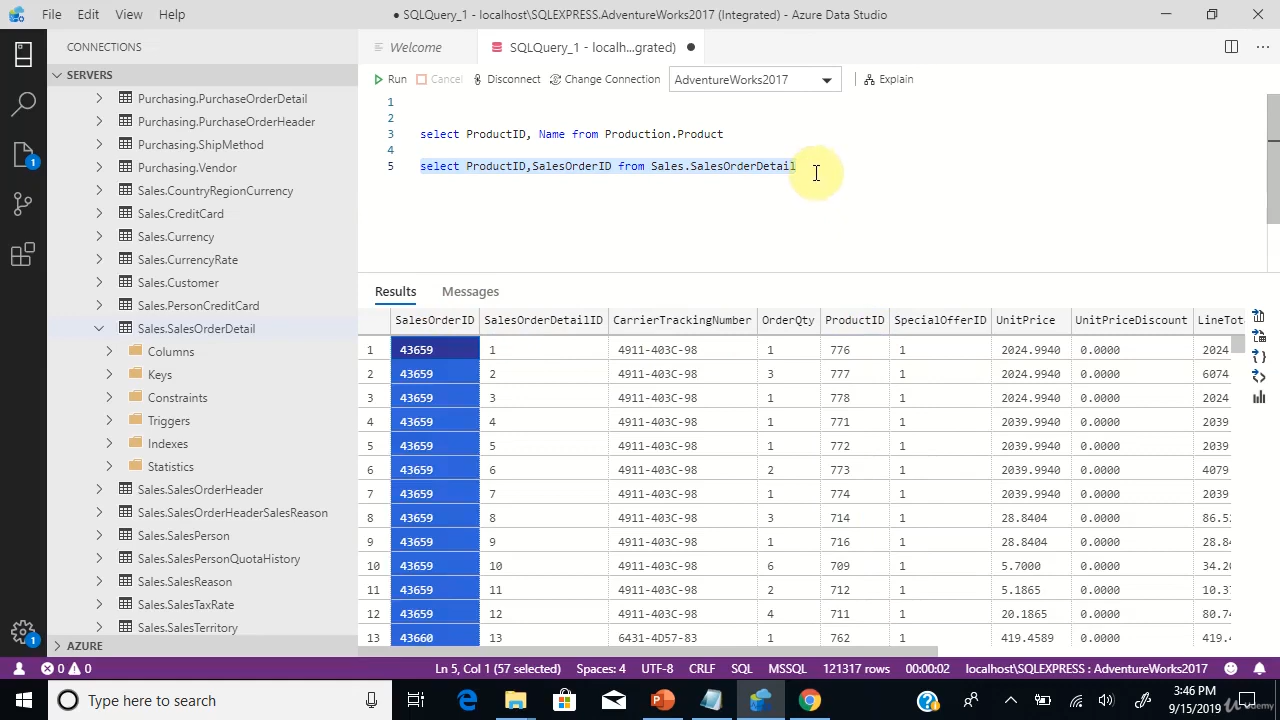 File Edit View Help
● SQLQuery_1 - localhost\SQLEXPRESS.AdventureWorks2017 (Integrated) - Azure Data Studio
CONNECTIONS
SERVERS
Purchasing.PurchaseOrderDetail
Purchasing.PurchaseOrderHeader
Purchasing.ShipMethod
Purchasing.Vendor
Sales.CountryRegionCurrency
Sales.CreditCard
Sales.Currency
Sales.CurrencyRate
Sales.Customer
Sales.PersonCreditCard
Sales.SalesOrderDetail
Columns
Keys
Constraints
Triggers
Indexes
Statistics
Sales.SalesOrderHeader
Sales.SalesOrderHeaderSalesReason
Sales.SalesPerson
Sales.SalesPersonQuotaHistory
Sales.SalesReason
Sales.SalesTaxRate
Sales.SalesTerritory
AZURE
1
1
Welcome
SQLQuery_1 - localh...grated) ●
Run Cancel Disconnect Change Connection AdventureWorks2017 Explain
1
2
3 select ProductID, Name from Production.Product
4
5 select ProductID,SalesOrderID from Sales.SalesOrderDetail
Results Messages
SalesOrderID SalesOrderDetailID CarrierTrackingNumber OrderQty ProductID SpecialOfferID UnitPrice UnitPriceDiscount LineTot
1 43659 1 4911-403C-98 1 776 1 2024.9940 0.0000 2024
2 43659 2 4911-403C-98 3 777 1 2024.9940 0.0000 6074
3 43659 3 4911-403C-98 1 778 1 2024.9940 0.0000 2024
4 43659 4 4911-403C-98 1 771 1 2039.9940 0.0000 2039
5 43659 5 4911-403C-98 1 772 1 2039.9940 0.0000 2039
6 43659 6 4911-403C-98 2 773 1 2039.9940 0.0000 4079
7 43659 7 4911-403C-98 1 774 1 2039.9940 0.0000 2039
8 43659 8 4911-403C-98 3 714 1 28.8404 0.0000 86.52
9 43659 9 4911-403C-98 1 716 1 28.8404 0.0000 28.84
10 43659 10 4911-403C-98 6 709 1 5.7000 0.0000 34.20
11 43659 11 4911-403C-98 2 712 1 5.1865 0.0000 10.37
12 43659 12 4911-403C-98 4 711 1 20.1865 0.0000 80.74
13 43660 13 6431-4D57-83 1 762 1 419.4589 0.0000 419.4
0 0 Ln 5, Col 1 (57 selected) Spaces: 4 UTF-8 CRLF SQL MSSQL 121317 rows 00:00:02 localhost\SQLEXPRESS : AdventureWorks2017
Type here to search
3:46 PM
9/15/2019
Udemy